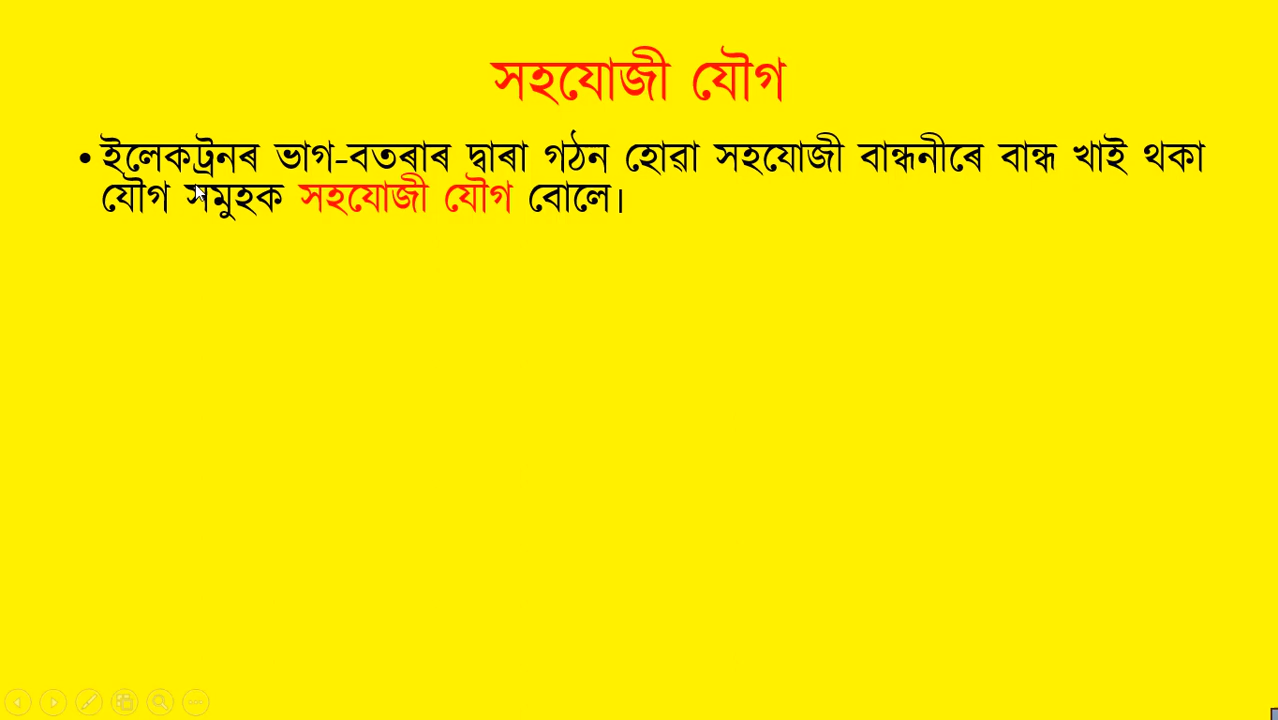 সহযোজী যৌগ
• ইলেকট্ৰনৰ ভাগ-বতৰাৰ দ্বাৰা গঠন হোৱা সহযোজী বান্ধনীৰে বান্ধ খাই থকা
যৌগ সমুহক সহযোজী যৌগ বোলে।